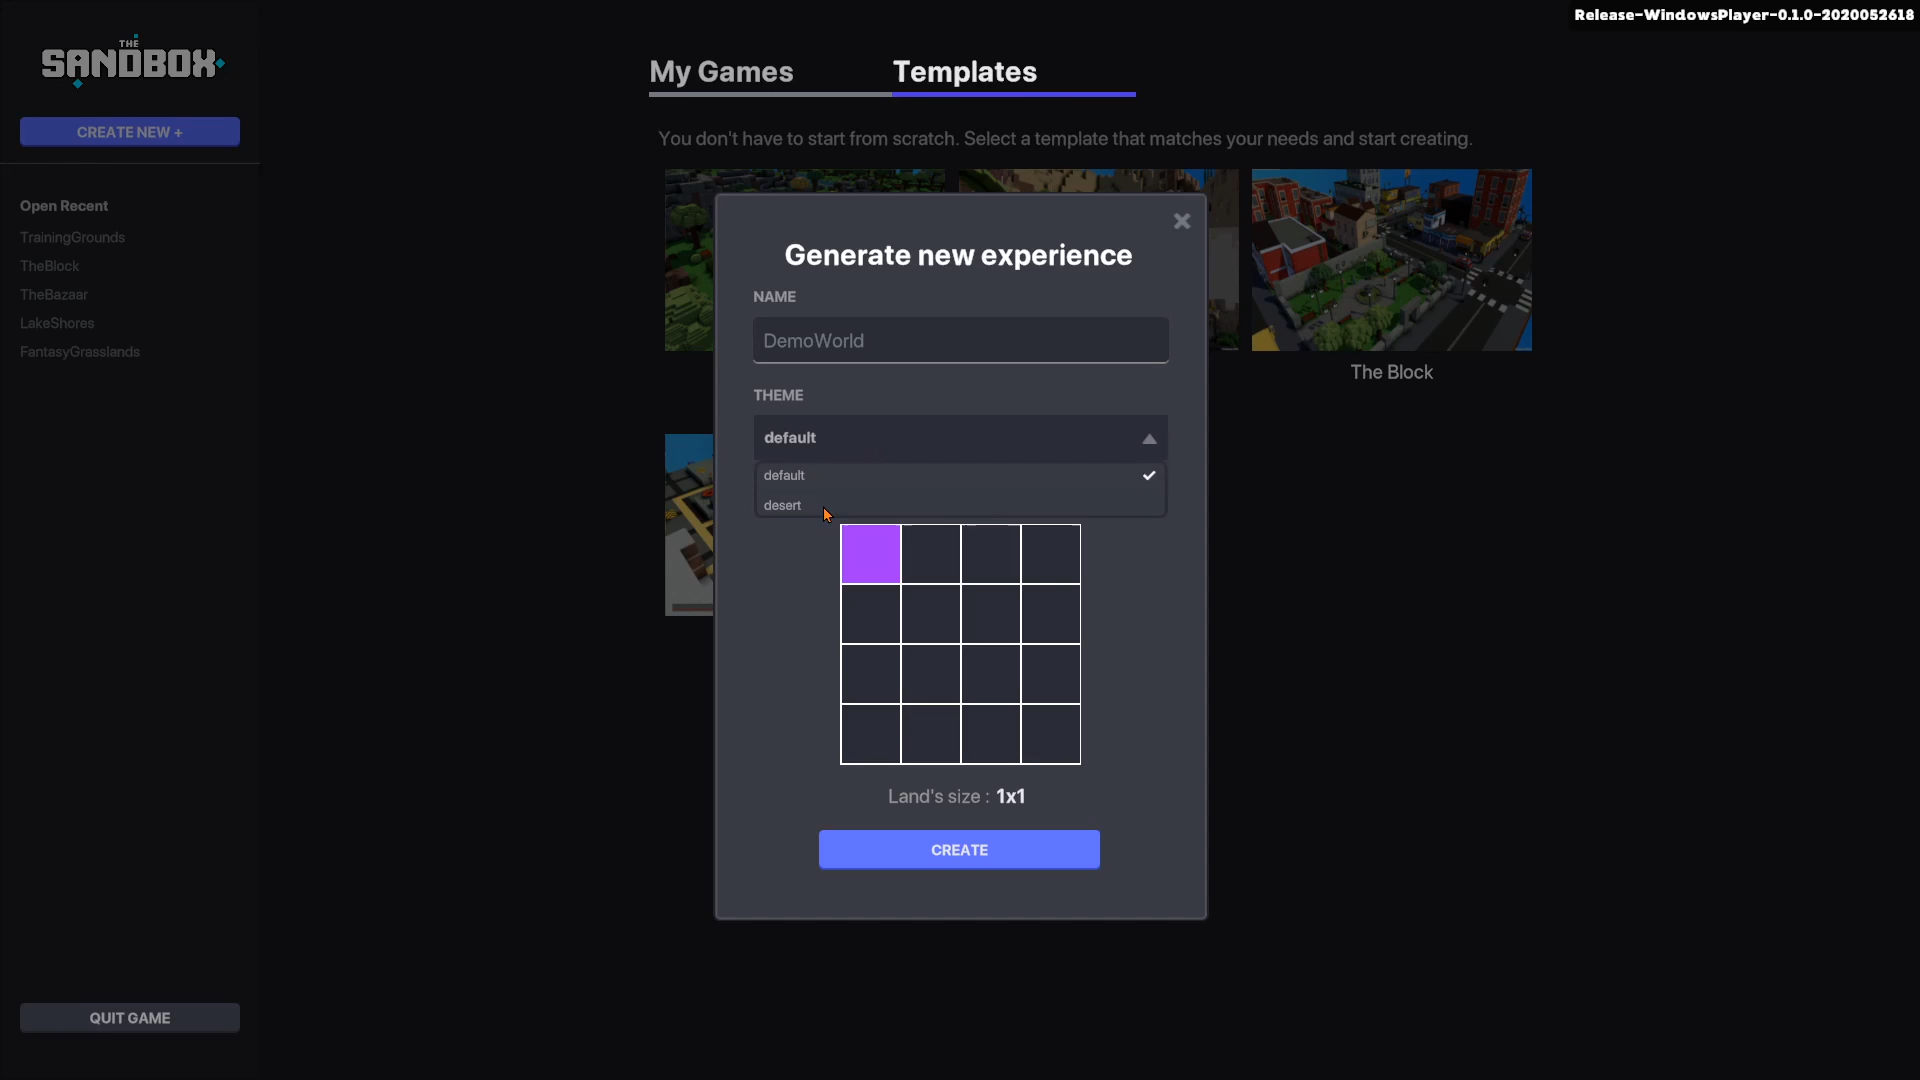 Release-WindowsPlayer-0.1.0-2020052618
THE
SANDBOX
CREATE NEW +
Open Recent
TrainingGrounds
TheBlock
TheBazaar
LakeShores
FantasyGrasslands
QUIT GAME
My Games
Templates
You don't have to start from scratch. Select a template that matches your needs and start creating.
The Block
Generate new experience
NAME
DemoWorld
THEME
default
default
desert
Land's size : 1x1
CREATE